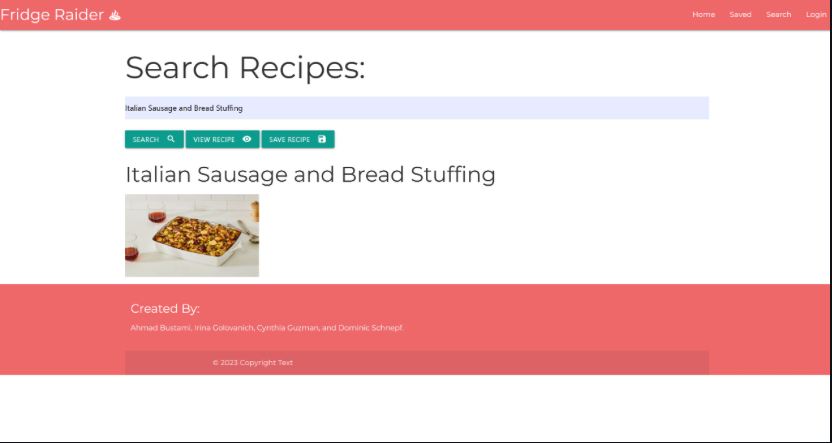 Fridge Raider
Home Saved Search Login
Search Recipes:
Italian Sausage and Bread Stuffing
SEARCH VIEW RECIPE SAVE RECIPE
Italian Sausage and Bread Stuffing
Created By:
Ahmad Bustami, Irina Golovanich, Cynthia Guzman, and Dominic Schnepf.
© 2023 Copyright Text